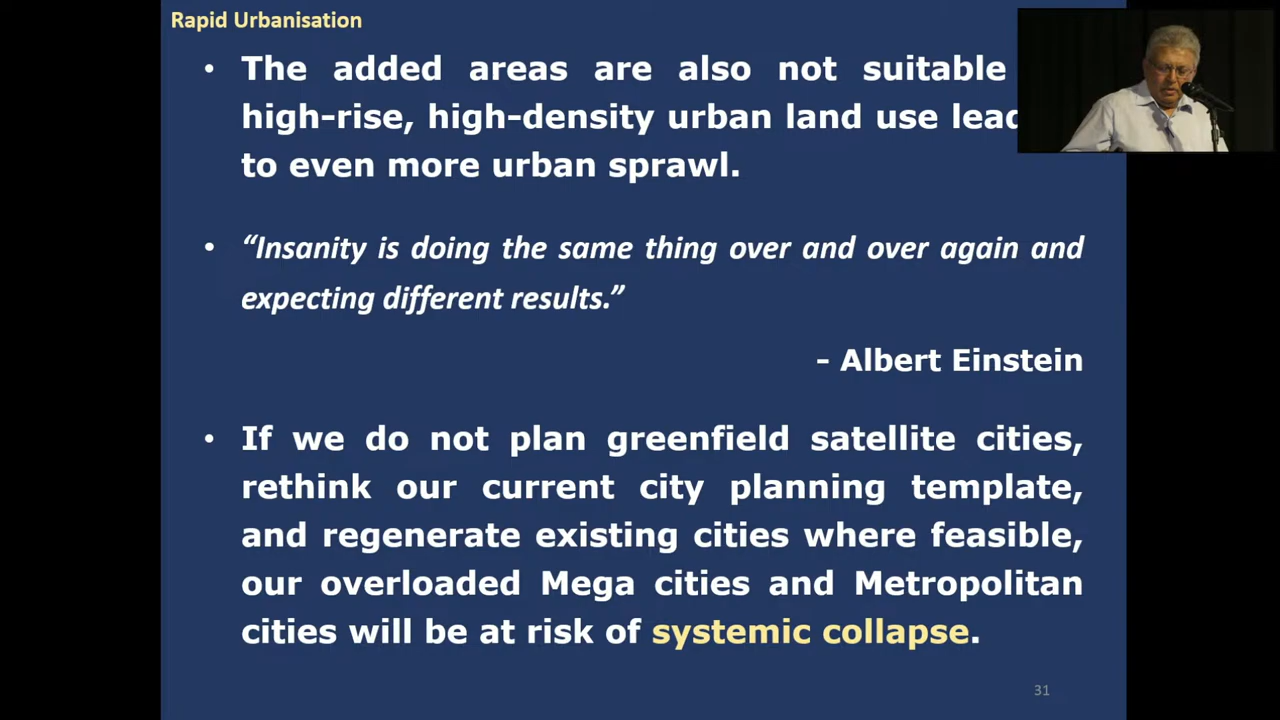 Rapid Urbanisation
• The added areas are also not suitable
high-rise, high-density urban land use
to even more urban sprawl.
• “Insanity is doing the same thing over and over again and
expecting different results.”
- Albert Einstein
• If we do not plan greenfield satellite cities,
rethink our current city planning template,
and regenerate existing cities where feasible,
our overloaded Mega cities and Metropolitan
cities will be at risk of systemic collapse.
31